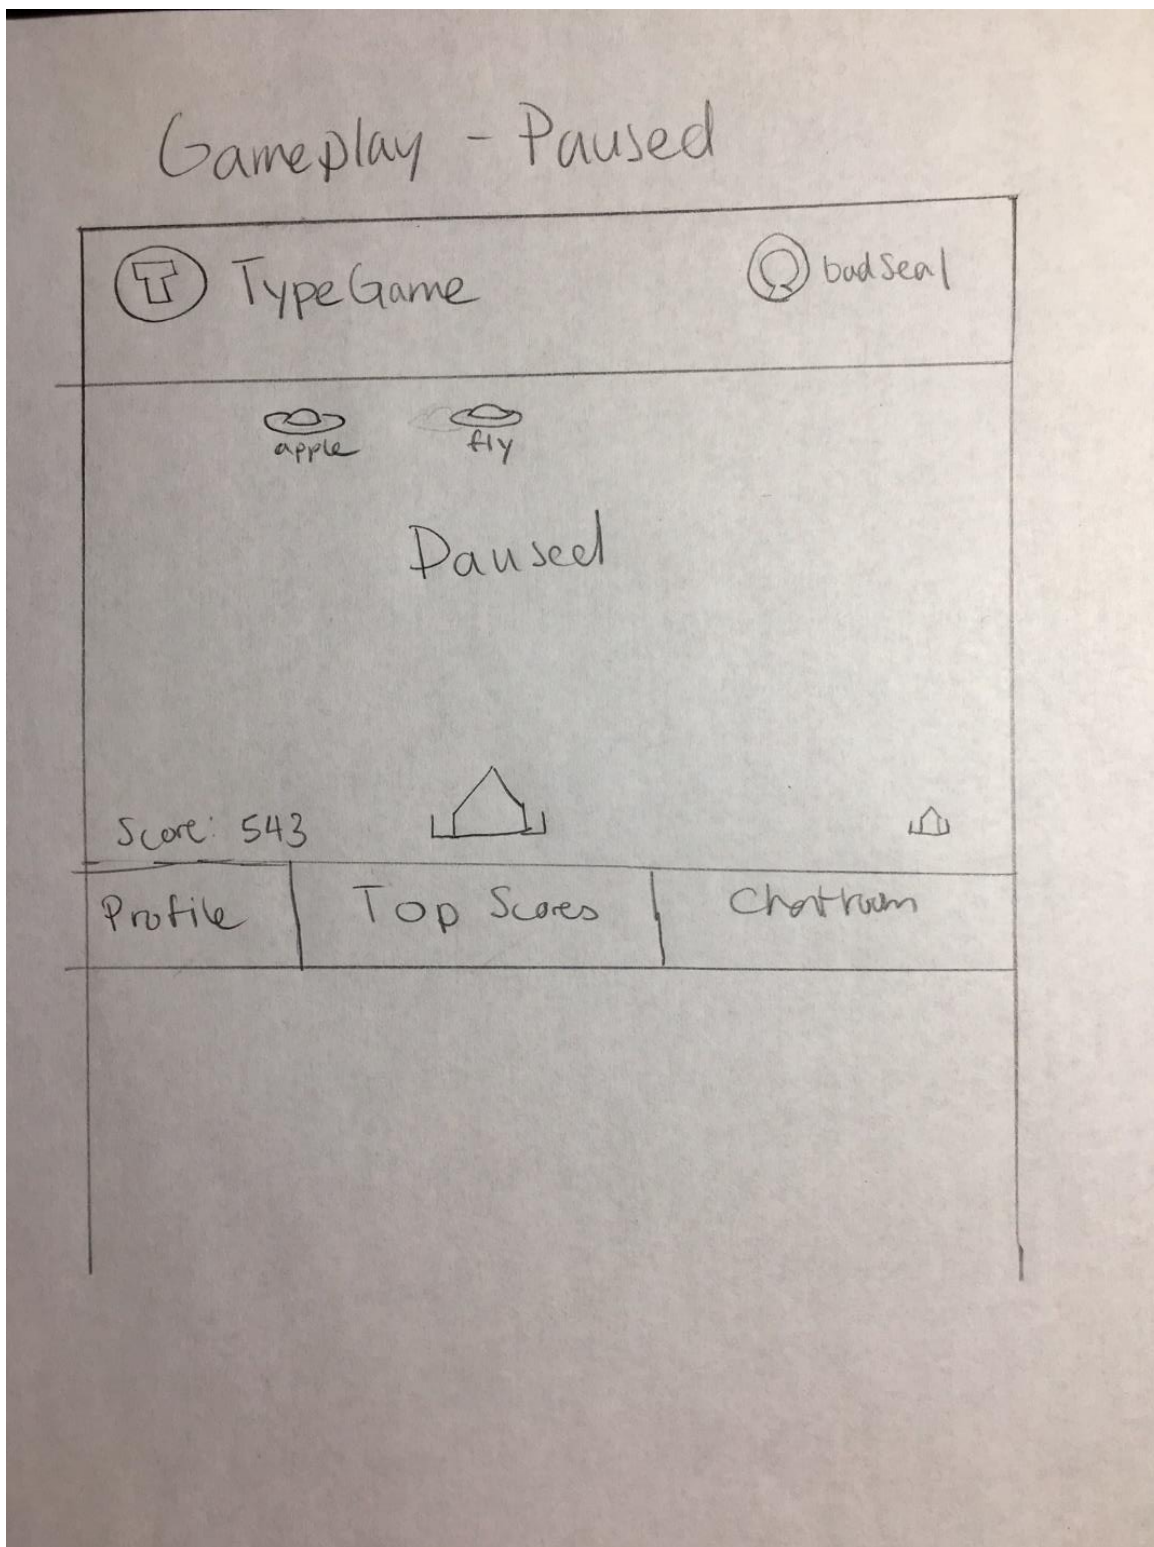 Gameplay - Paused
T TypeGame badSeal
apple fly
Paused
Score: 543
Profile Top Scores Chatroom